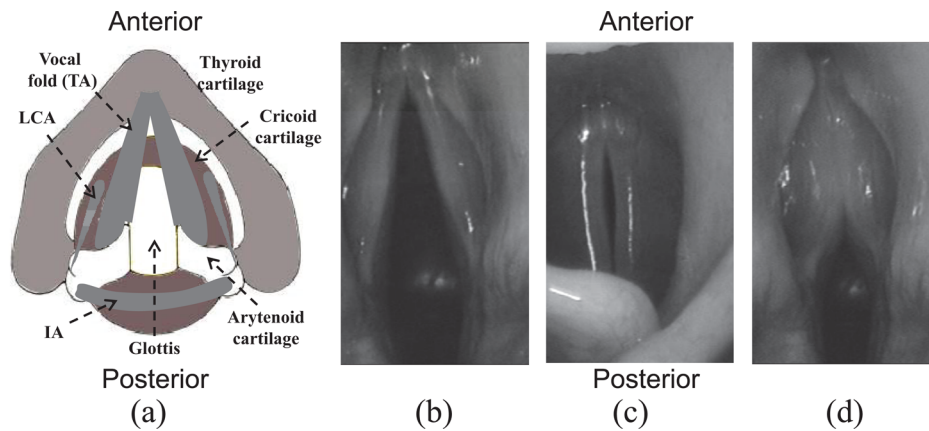 Anterior
Anterior
Vocal
fold (TA)
Thyroid
cartilage
LCA
Cricoid
cartilage
IA
Arytenoid
cartilage
Glottis
Posterior
Posterior
(a)
(b)
(c)
(d)